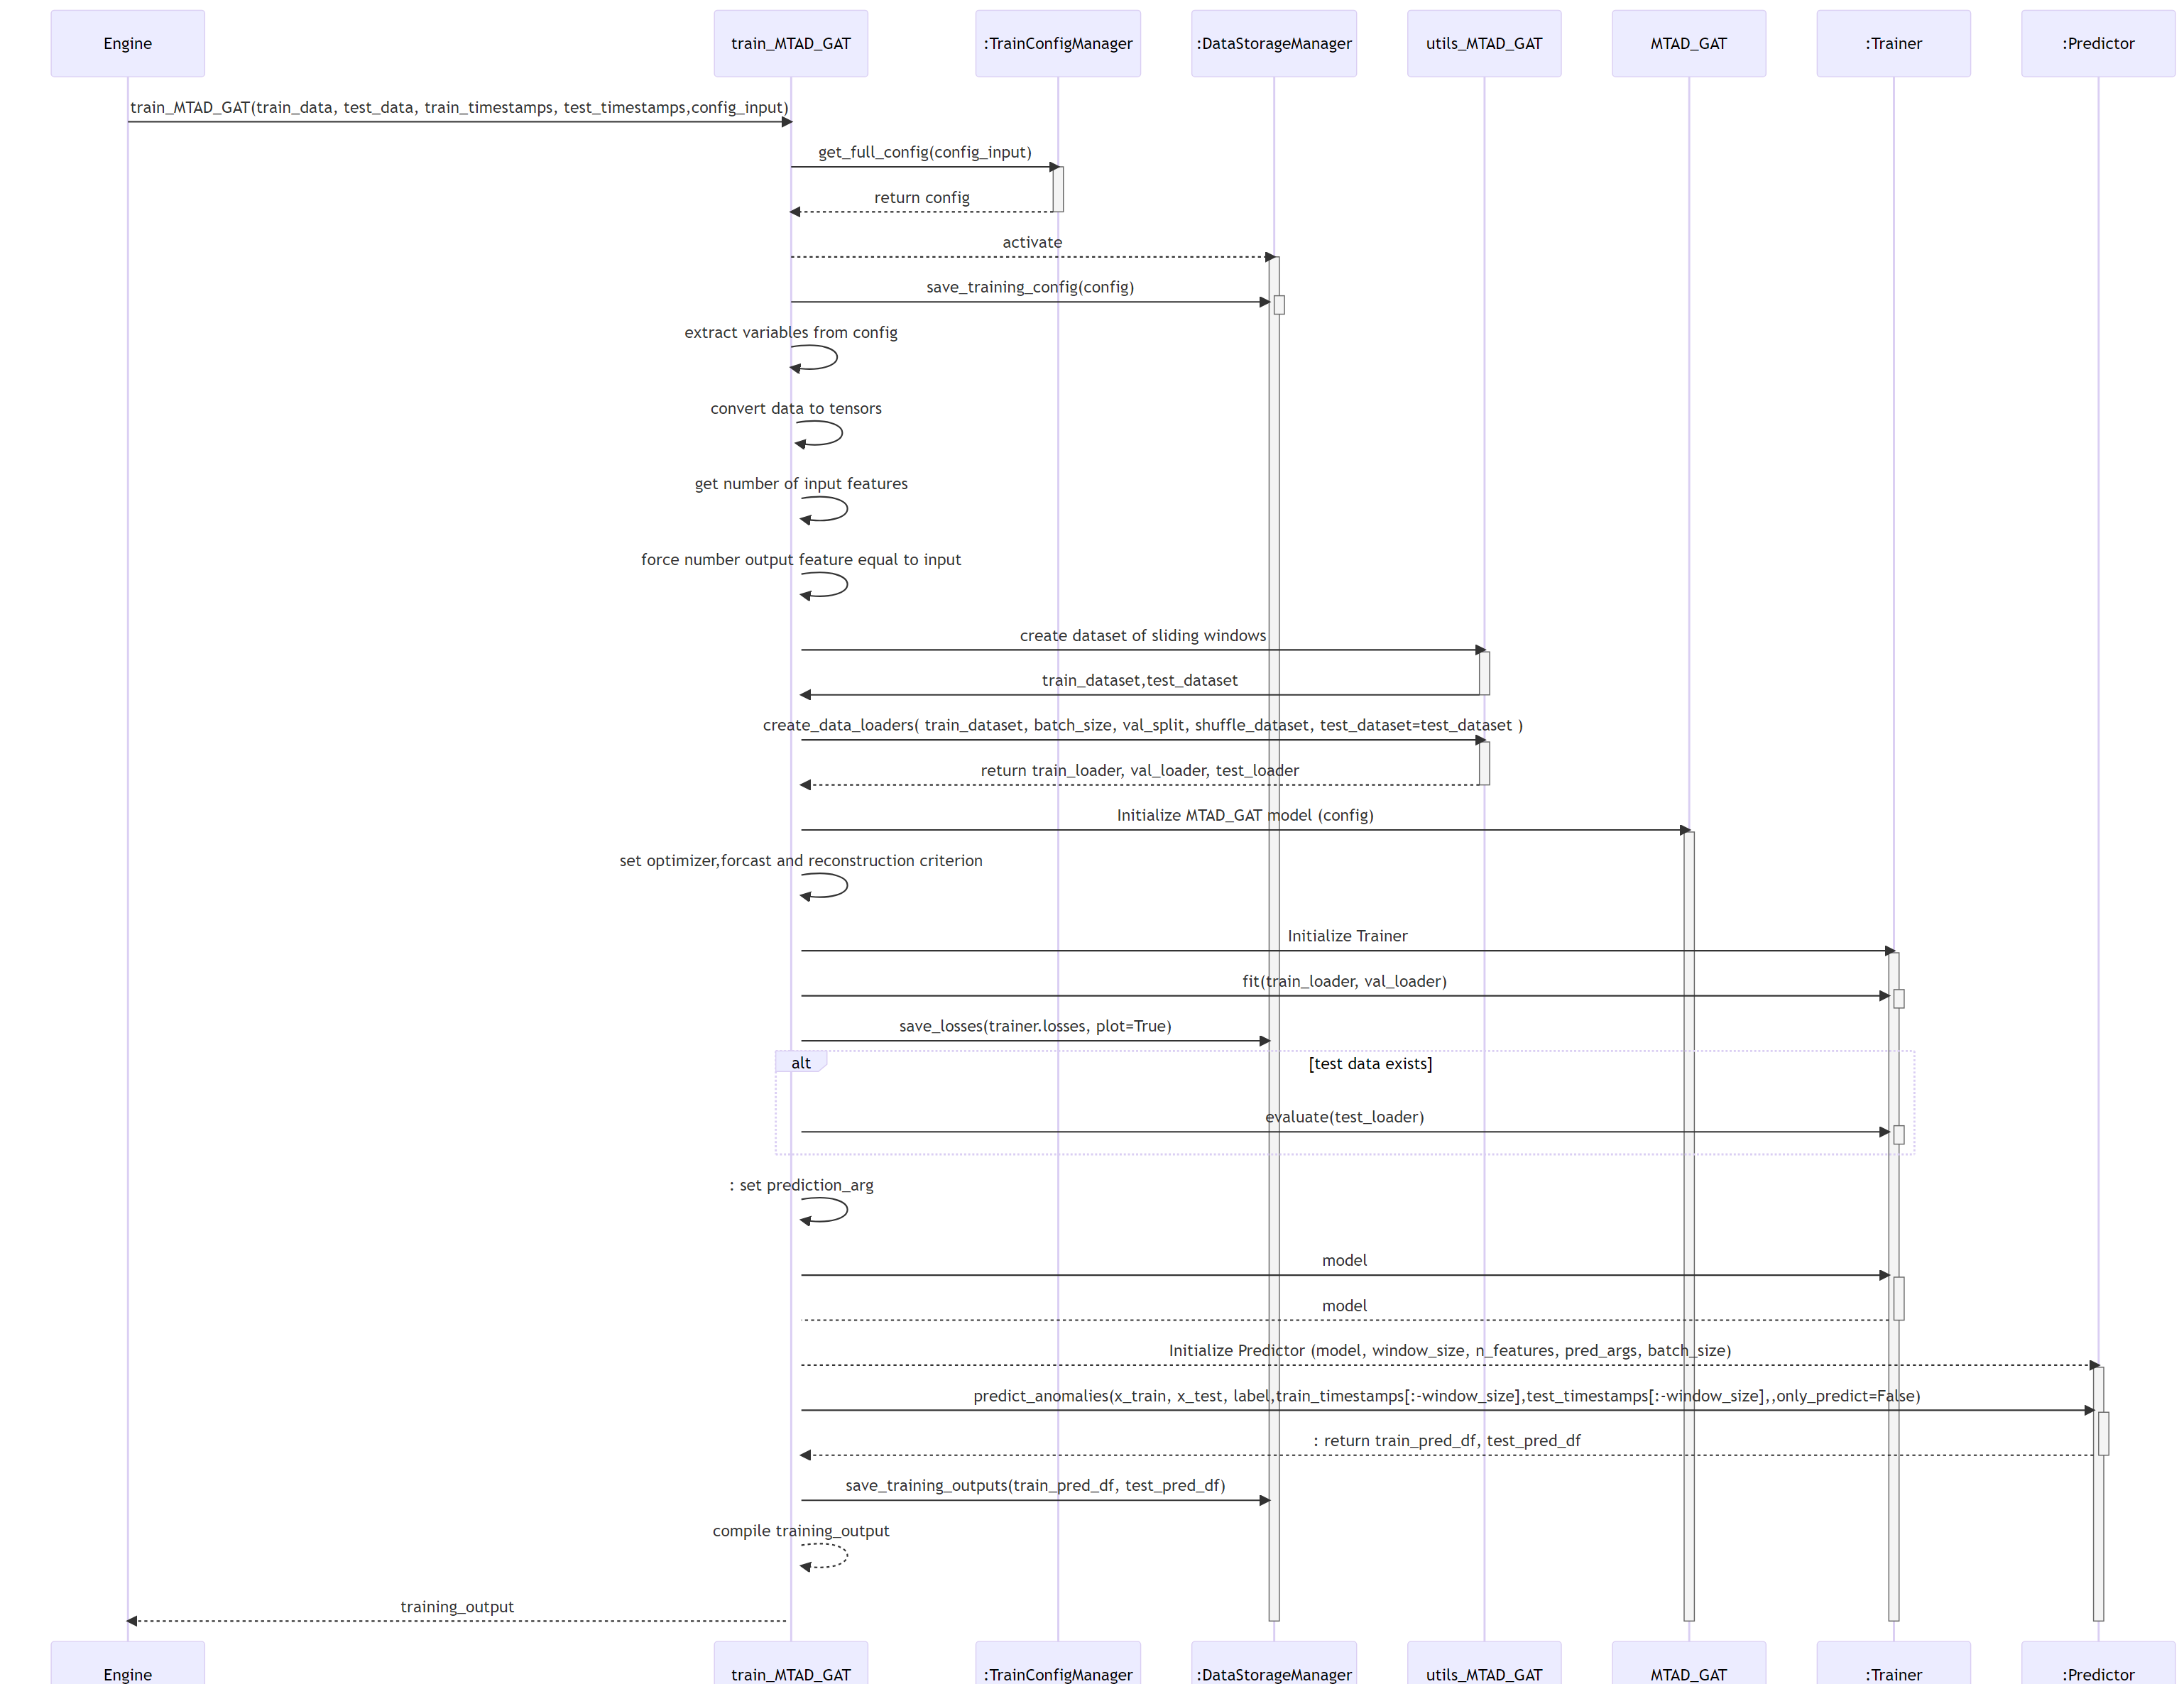 Engine
train_MTAD_GAT
:TrainConfigManager
:DataStorageManager
utils_MTAD_GAT
MTAD_GAT
:Trainer
:Predictor
train_MTAD_GAT(train_data, test_data, train_timestamps, test_timestamps,config_input)
get_full_config(config_input)
return config
activate
save_training_config(config)
extract variables from config
convert data to tensors
get number of input features
force number output feature equal to input
create dataset of sliding windows
train_dataset,test_dataset
create_data_loaders( train_dataset, batch_size, val_split, shuffle_dataset, test_dataset=test_dataset )
return train_loader, val_loader, test_loader
Initialize MTAD_GAT model (config)
set optimizer,forcast and reconstruction criterion
Initialize Trainer
fit(train_loader, val_loader)
save_losses(trainer.losses, plot=True)
alt
[test data exists]
evaluate(test_loader)
: set prediction_arg
model
model
Initialize Predictor (model, window_size, n_features, pred_args, batch_size)
predict_anomalies(x_train, x_test, label,train_timestamps[:-window_size],test_timestamps[:-window_size],,only_predict=False)
: return train_pred_df, test_pred_df
save_training_outputs(train_pred_df, test_pred_df)
compile training_output
training_output
Engine
train_MTAD_GAT
:TrainConfigManager
:DataStorageManager
utils_MTAD_GAT
MTAD_GAT
:Trainer
:Predictor